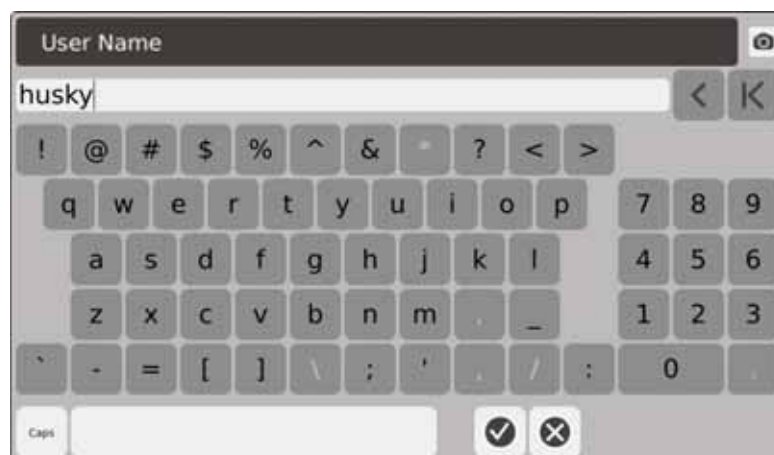 User Name
husky
! @ # $ % ^ & * ? < >
q w e r t y u i o p 7 8 9
a s d f g h j k l 4 5 6
z x c v b n m . _ 1 2 3
` - = [ ] \ ; ' , / : 0 .
Caps